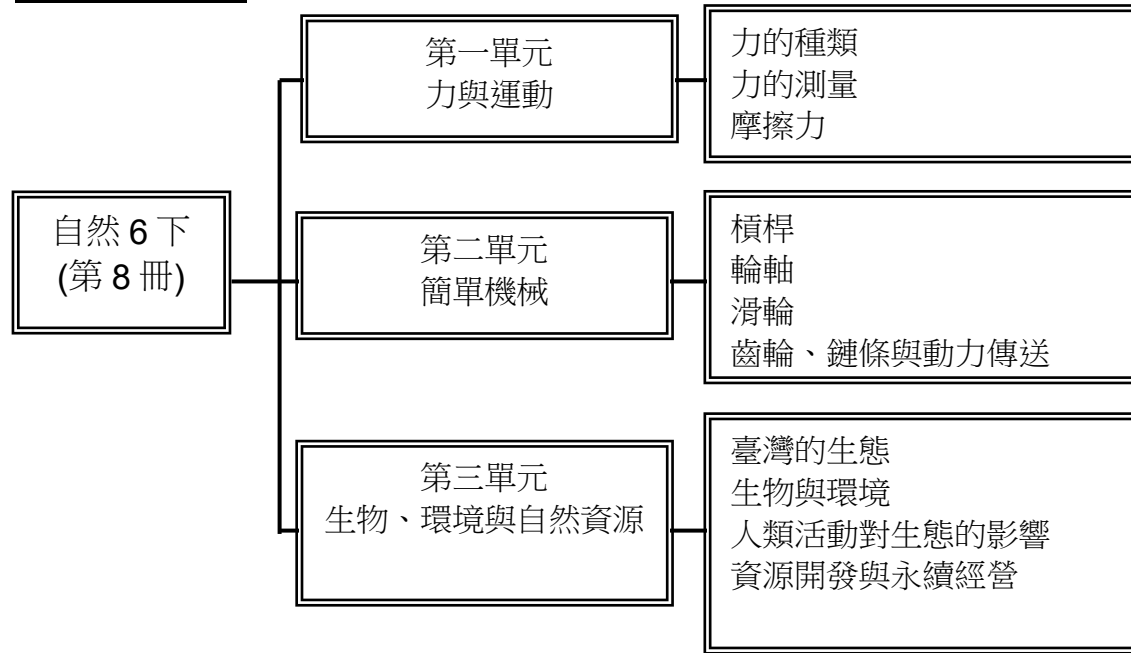 自然 6 下
(第 8 冊)
第一單元
力與運動
力的種類
力的測量
摩擦力
第二單元
簡單機械
槓桿
輪軸
滑輪
齒輪、鏈條與動力傳送
第三單元
生物、環境與自然資源
臺灣的生態
生物與環境
人類活動對生態的影響
資源開發與永續經營